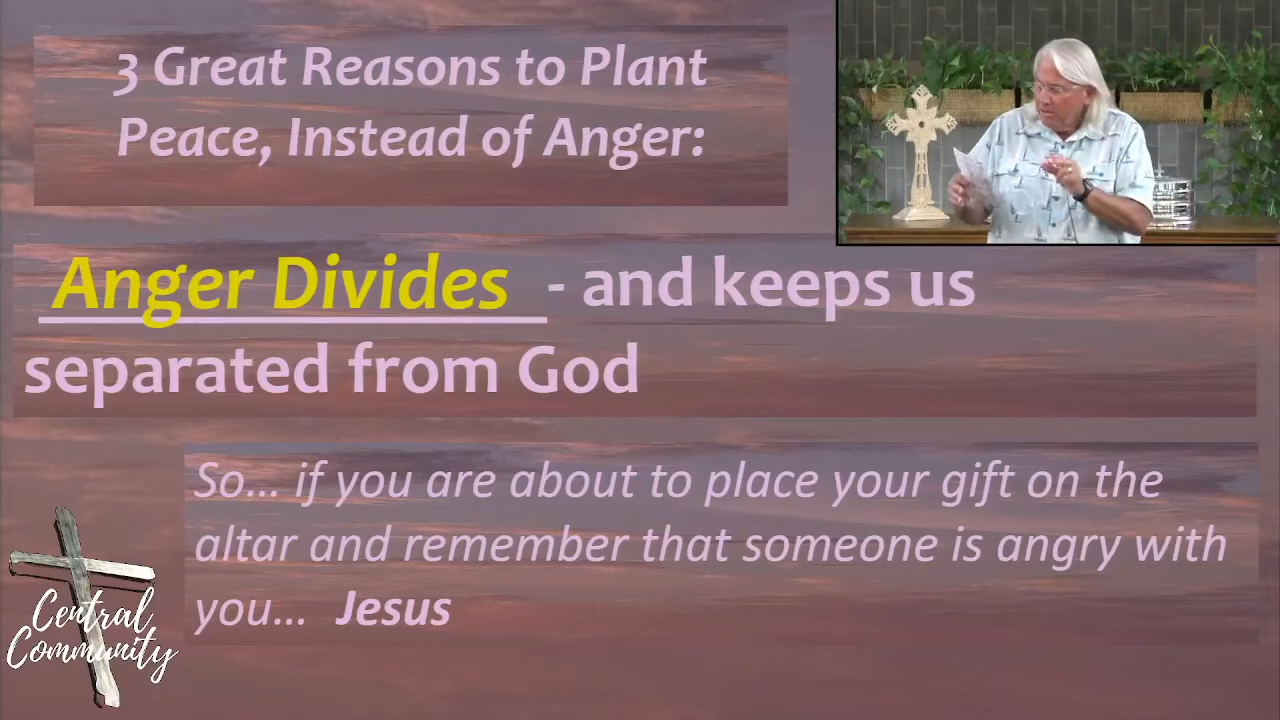 3 Great Reasons to Plant
Peace, Instead of Anger:
Anger Divides - and keeps us
separated from God
So... if you are about to place your gift on the
altar and remember that someone is angry with
you... Jesus
Central
Community